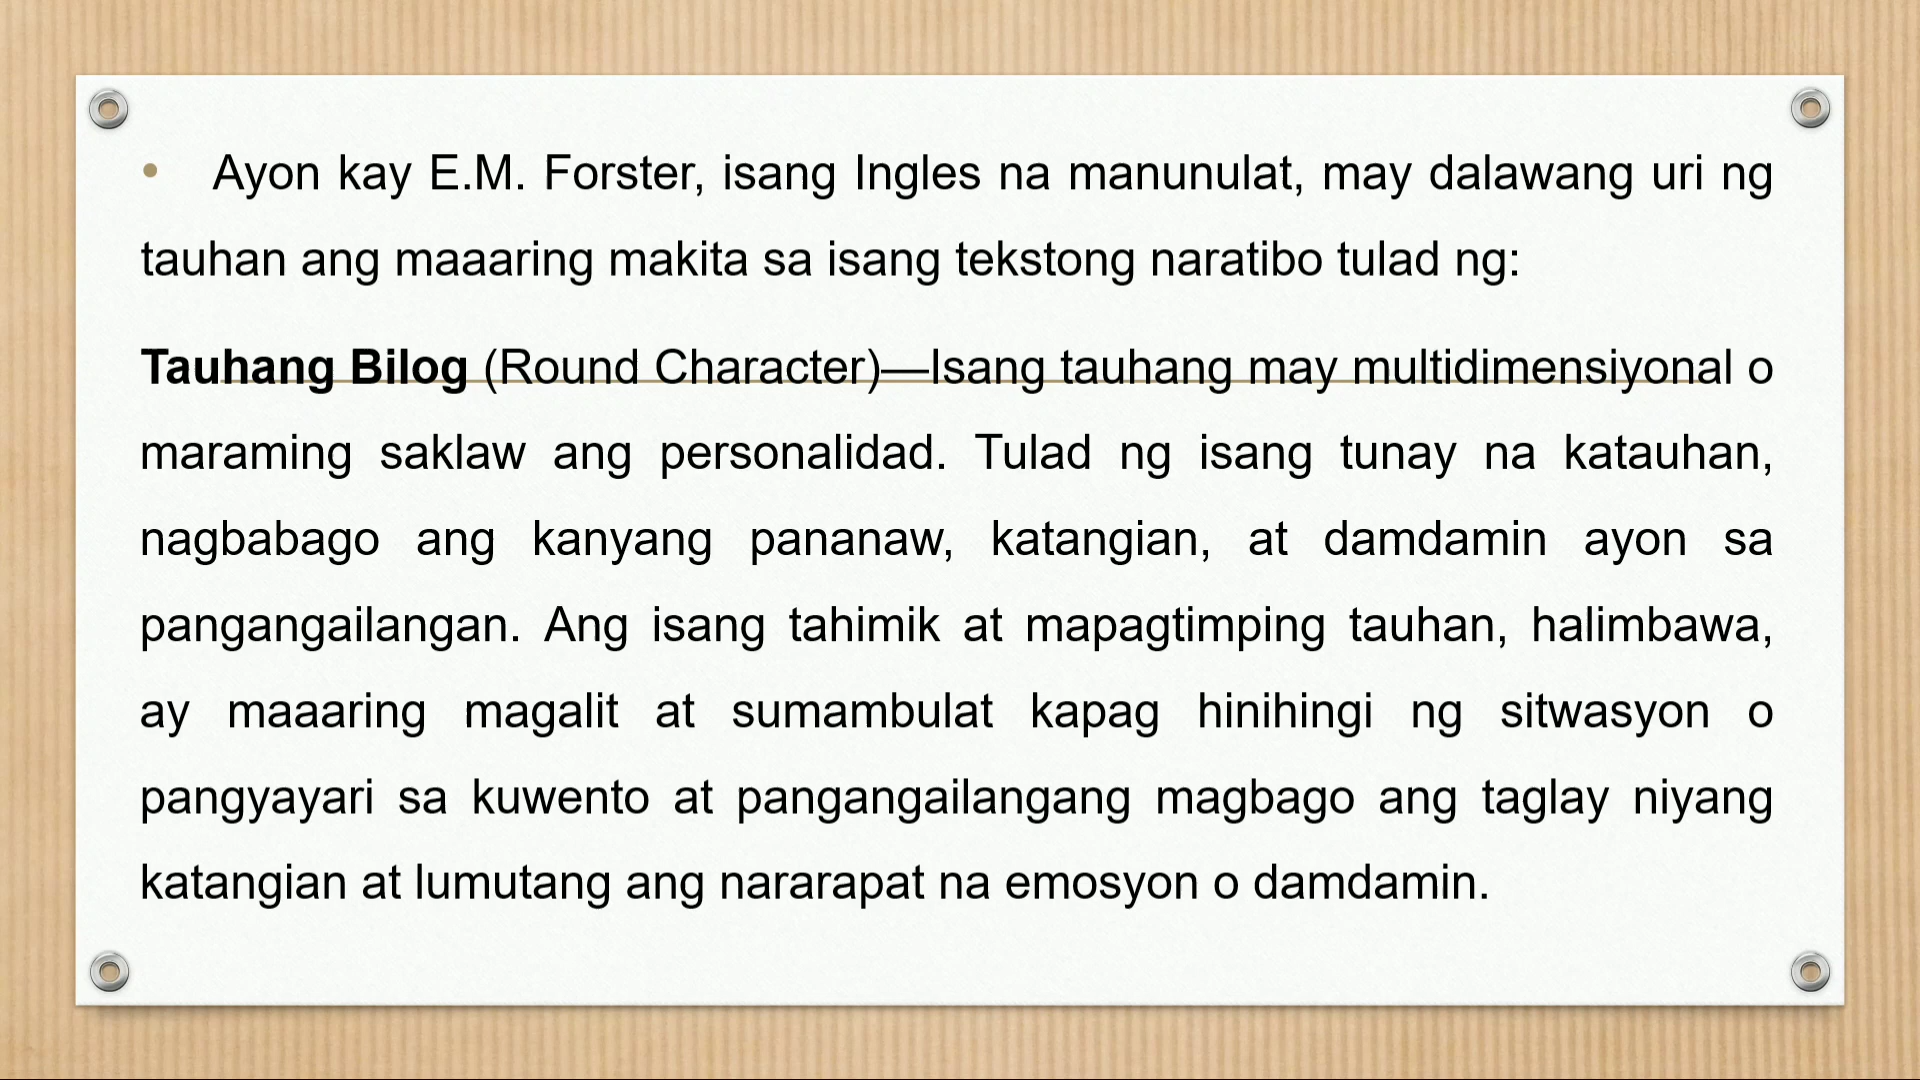 • Ayon kay E.M. Forster, isang Ingles na manunulat, may dalawang uri ng
tauhan ang maaaring makita sa isang tekstong naratibo tulad ng:
Tauhang Bilog (Round Character)—Isang tauhang may multidimensiyonal o
maraming saklaw ang personalidad. Tulad ng isang tunay na katauhan,
nagbabago ang kanyang pananaw, katangian, at damdamin ayon sa
pangangailangan. Ang isang tahimik at mapagtimping tauhan, halimbawa,
ay maaaring magalit at sumambulat kapag hinihingi ng sitwasyon o
pangyayari sa kuwento at pangangailangang magbago ang taglay niyang
katangian at lumutang ang nararapat na emosyon o damdamin.